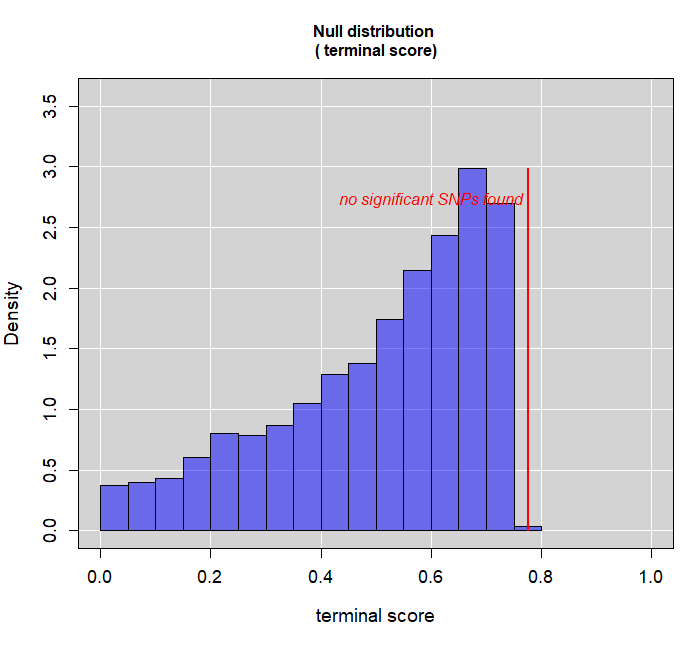 Null distribution
( terminal score)
3.5
3.0
2.5
2.0
1.5
1.0
0.5
0.0
Density
no significant SNPs found
0.0 0.2 0.4 0.6 0.8 1.0
terminal score